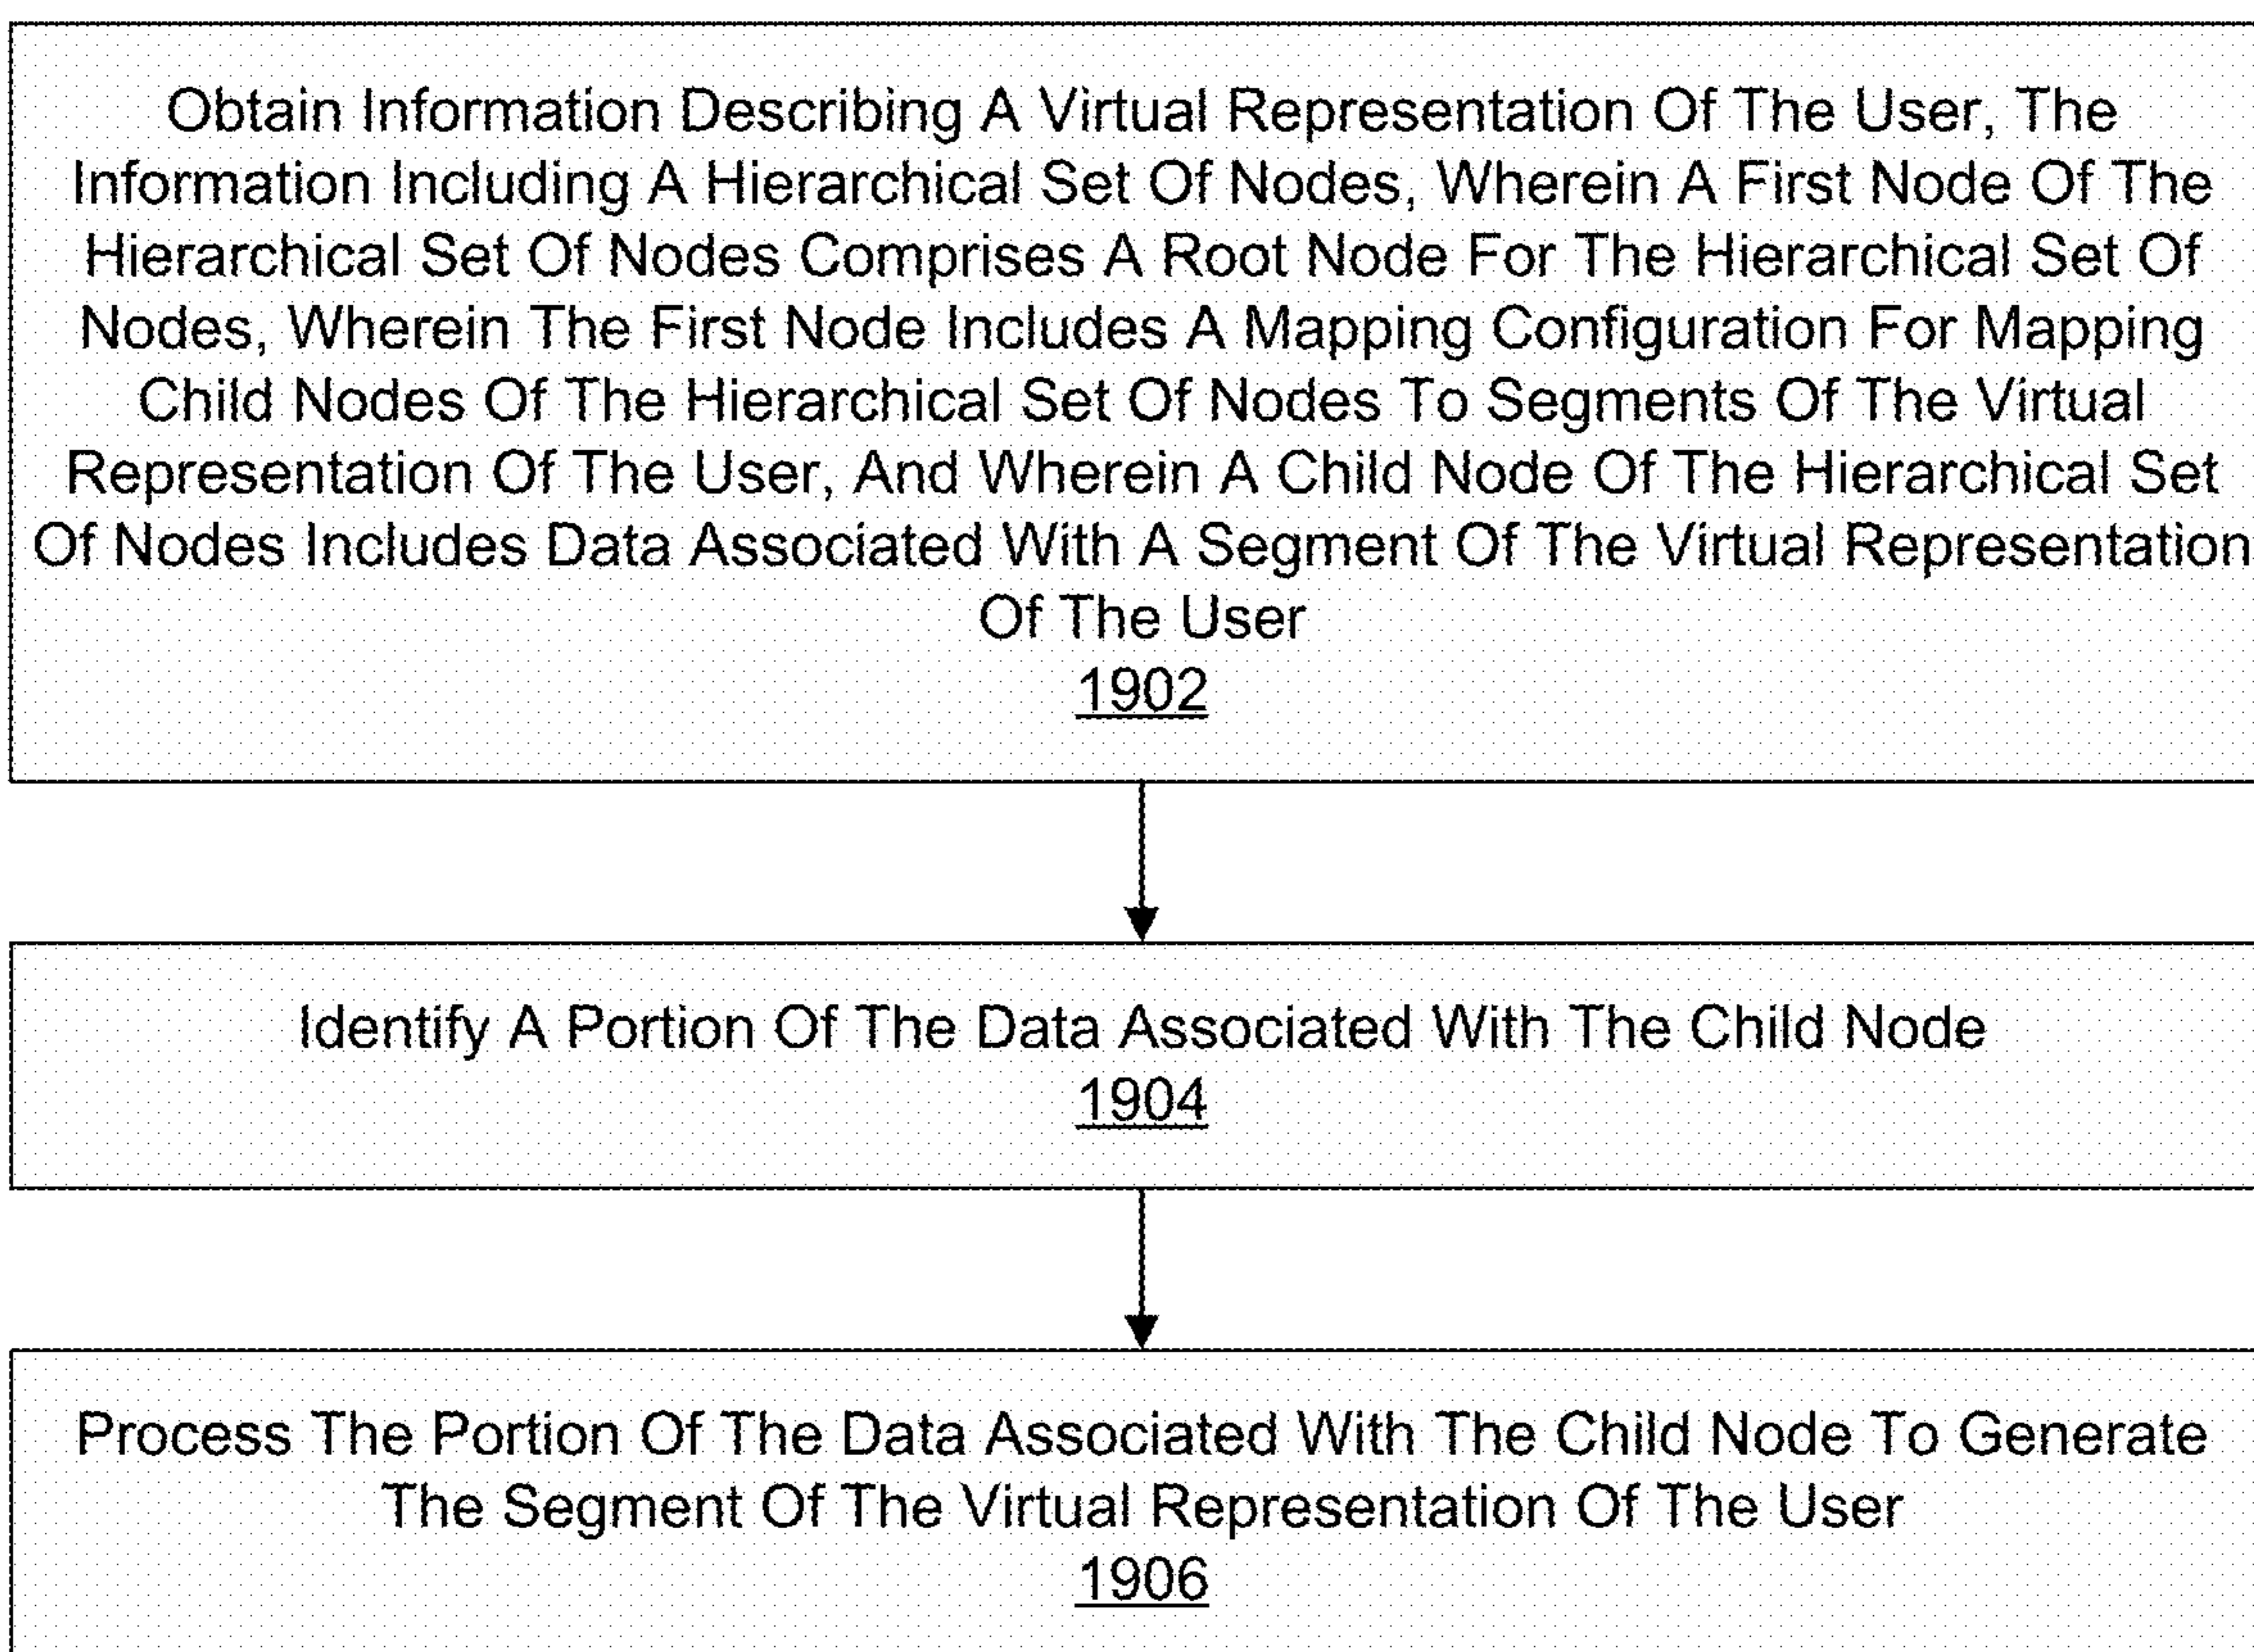 Obtain Information Describing A Virtual Representation Of The User, The
Information Including A Hierarchical Set Of Nodes, Wherein A First Node Of The
Hierarchical Set Of Nodes Comprises A Root Node For The Hierarchical Set Of
Nodes, Wherein The First Node Includes A Mapping Configuration For Mapping
Child Nodes Of The Hierarchical Set Of Nodes To Segments Of The Virtual
Representation Of The User, And Wherein A Child Node Of The Hierarchical Set
Of Nodes Includes Data Associated With A Segment Of The Virtual Representation
Of The User
1902
Identify A Portion Of The Data Associated With The Child Node
1904
Process The Portion Of The Data Associated With The Child Node To Generate
The Segment Of The Virtual Representation Of The User
1906